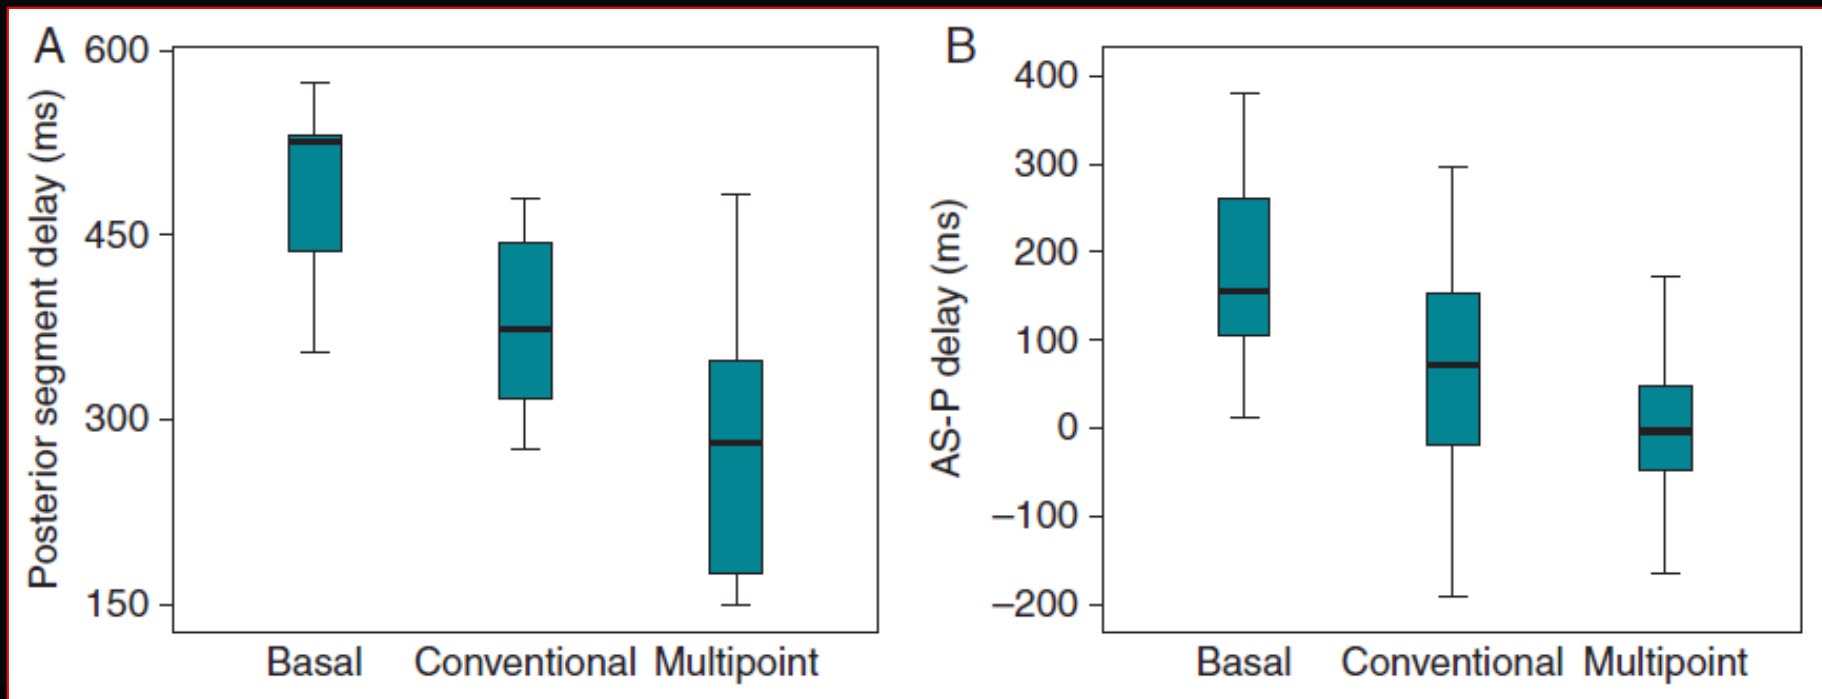 A
Posterior segment delay (ms)
600
450
300
150
Basal Conventional Multipoint
B
AS-P delay (ms)
400
300
200
100
0
−100
−200
Basal Conventional Multipoint